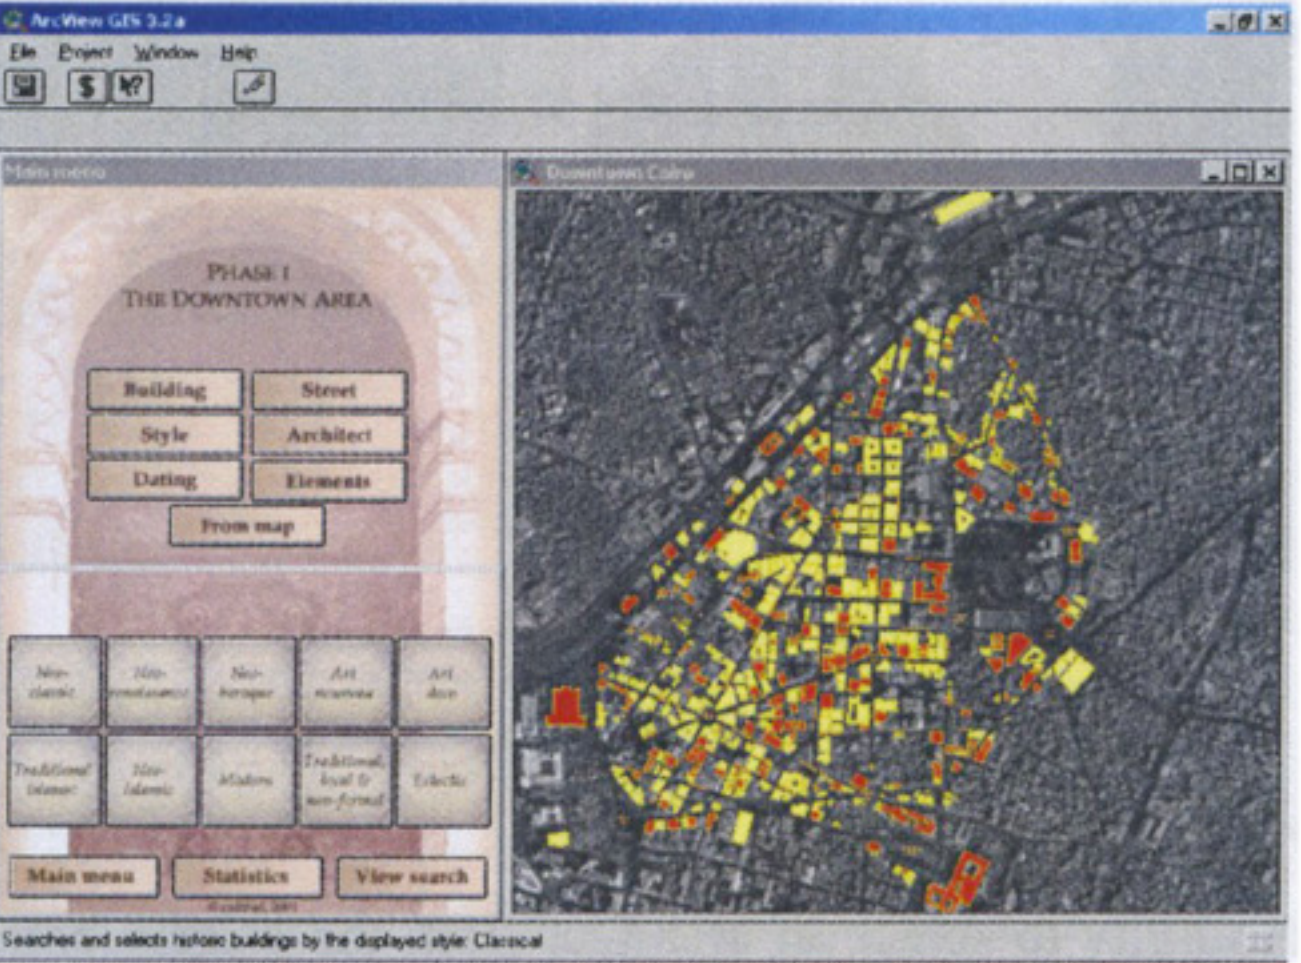 ArcView GIS 3.2a
File Project Window Help
Main menu
Downtown Cairo
PHASE I
THE DOWNTOWN AREA
Building Street
Style Architect
Dating Elements
From map
Neo-
classic
Neo-
renaissance
Neo-
baroque
Art
nouveau
Art
deco
Traditional
Islamic
Neo-
Islamic
Modern
Traditional,
local &
non-formal
Eclectic
Main menu Statistics View search
Searches and selects historic buildings by the displayed style: Classical